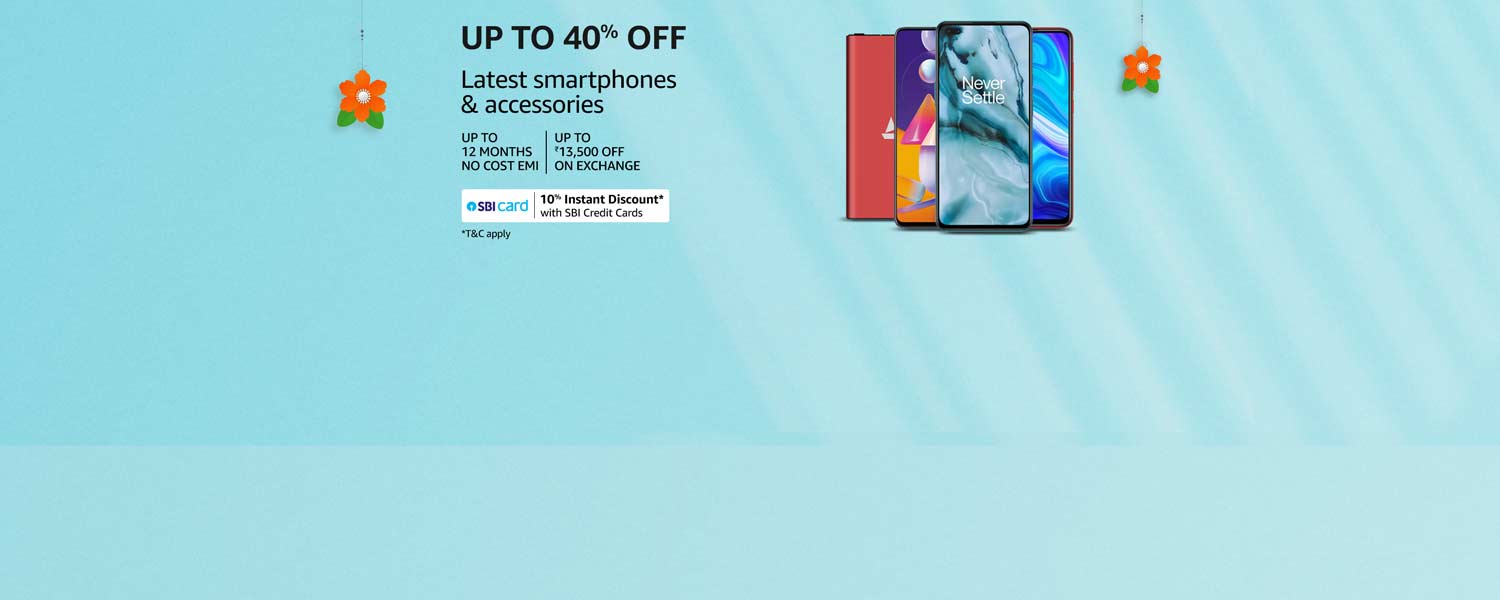 UP TO 40% OFF
Latest smartphones
& accessories
UP TO
12 MONTHS
NO COST EMI
UP TO
₹13,500 OFF
ON EXCHANGE
SBI card
10% Instant Discount*
with SBI Credit Cards
*T&C apply
Never
Settle